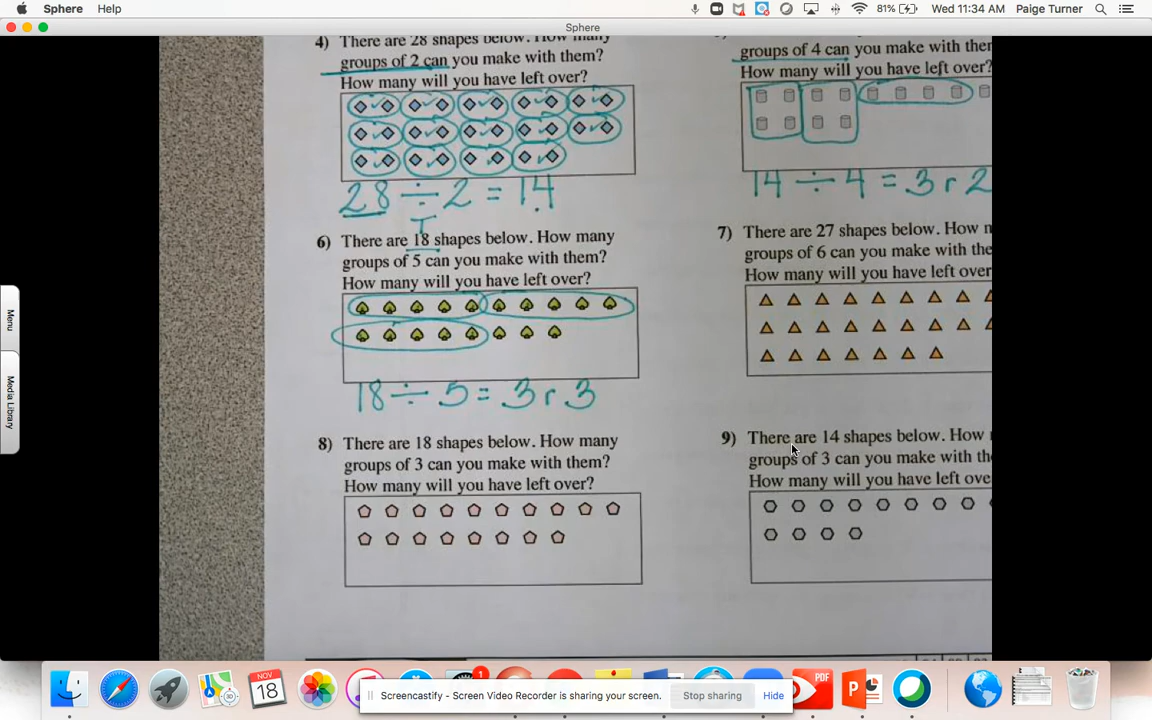 Sphere Help 81% Wed 11:34 AM Paige Turner
Sphere
4) There are 28 shapes below. How many
groups of 2 can you make with them?
How many will you have left over?
28 ÷ 2 = 14
groups of 4 can you make with ther
How many will you have left over?
14 ÷ 4 = 3 r 2
T
6) There are 18 shapes below. How many
groups of 5 can you make with them?
How many will you have left over?
18 ÷ 5 = 3 r 3
7) There are 27 shapes below. How n
groups of 6 can you make with the
How many will you have left over
8) There are 18 shapes below. How many
groups of 3 can you make with them?
How many will you have left over?
9) There are 14 shapes below. How
groups of 3 can you make with th
How many will you have left ove
Menu
Media Library
NOV
18
3D
1
PDF
Screencastify - Screen Video Recorder is sharing your screen. Stop sharing Hide